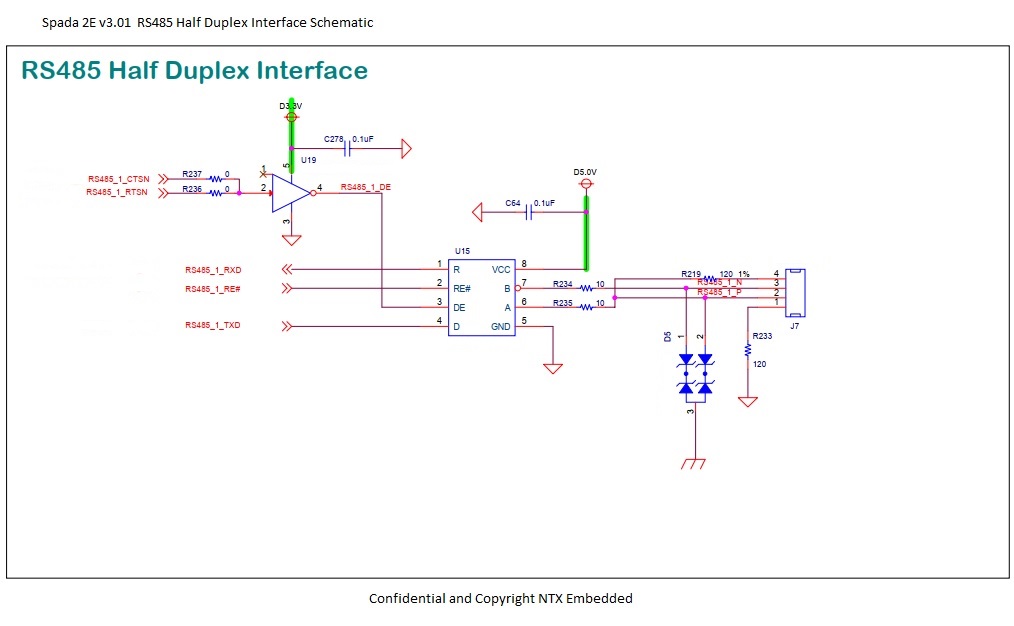 Spada 2E v3.01  RS485 Half Duplex Interface Schematic
RS485 Half Duplex Interface
D3.3V
C278 0.1uF
5 U19
RS485_1_CTSN R237 0 1
RS485_1_RTSN R236 0 2 4 RS485_1_DE
3
D5.0V
C64 0.1uF
U15
RS485_1_RXD 1 R VCC 8
RS485_1_RE# 2 RE# B 7 R234 10
3 DE A 6 R235 10
RS485_1_TXD 4 D GND 5
R219 120 1% 4
RS485_1_N 3
RS485_1_P 2
1
J7
D5 1 2
R233
120
3
Confidential and Copyright NTX Embedded